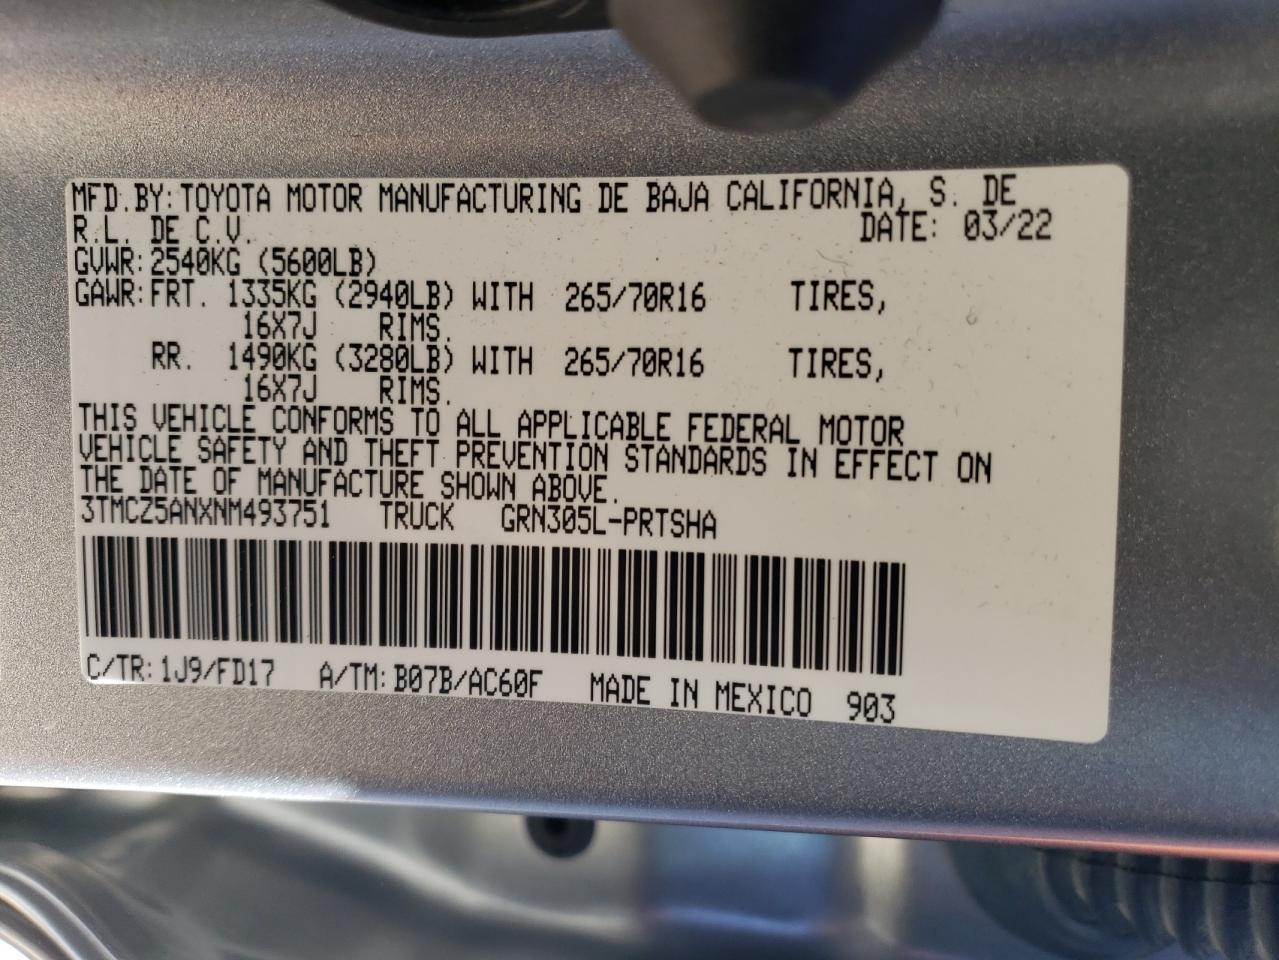 MFD.BY:TOYOTA MOTOR MANUFACTURING DE BAJA CALIFORNIA, S. DE
R.L. DE C.V. DATE: 03/22
GVWR:2540KG (5600LB)
GAWR:FRT. 1335KG (2940LB) WITH 265/70R16 TIRES,
16X7J RIMS.
RR. 1490KG (3280LB) WITH 265/70R16 TIRES,
16X7J RIMS.
THIS VEHICLE CONFORMS TO ALL APPLICABLE FEDERAL MOTOR
VEHICLE SAFETY AND THEFT PREVENTION STANDARDS IN EFFECT ON
THE DATE OF MANUFACTURE SHOWN ABOVE.
3TMCZ5ANXNM493751 TRUCK GRN305L-PRTSHA
C/TR:1J9/FD17 A/TM:B07B/AC60F MADE IN MEXICO 903